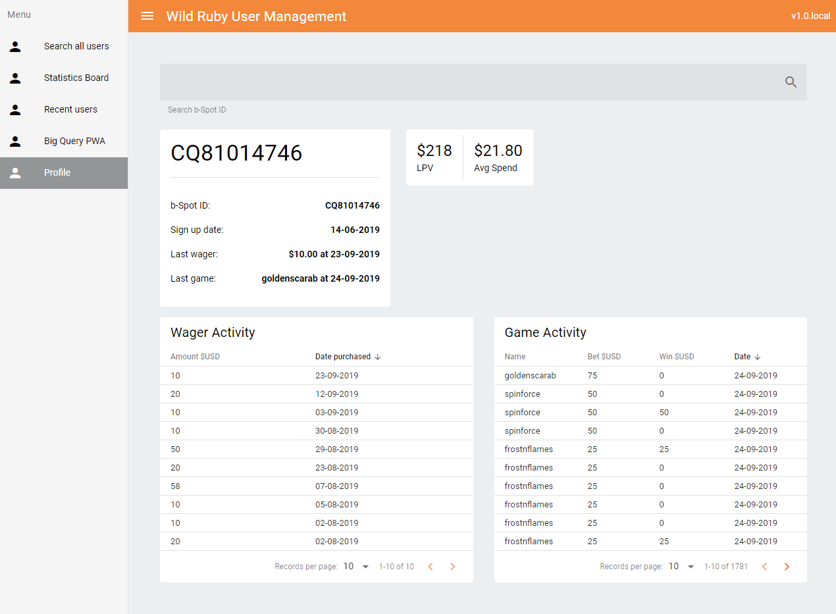 Menu
Wild Ruby User Management
v1.0.local
Search all users
Statistics Board
Recent users
Big Query PWA
Profile
Search b-Spot ID
CQ81014746
b-Spot ID: CQ81014746
Sign up date: 14-06-2019
Last wager: $10.00 at 23-09-2019
Last game: goldenscarab at 24-09-2019
$218 $21.80
LPV Avg Spend
Wager Activity
Amount $USD Date purchased
10 23-09-2019
20 12-09-2019
10 03-09-2019
10 30-08-2019
50 29-08-2019
20 23-08-2019
58 07-08-2019
10 05-08-2019
10 02-08-2019
20 02-08-2019
Records per page: 10 1-10 of 10
Game Activity
Name Bet $USD Win $USD Date
goldenscarab 75 0 24-09-2019
spinforce 50 0 24-09-2019
spinforce 50 50 24-09-2019
spinforce 50 0 24-09-2019
frostnflames 25 25 24-09-2019
frostnflames 25 0 24-09-2019
frostnflames 25 0 24-09-2019
frostnflames 25 0 24-09-2019
frostnflames 25 0 24-09-2019
frostnflames 25 25 24-09-2019
Records per page: 10 1-10 of 1781